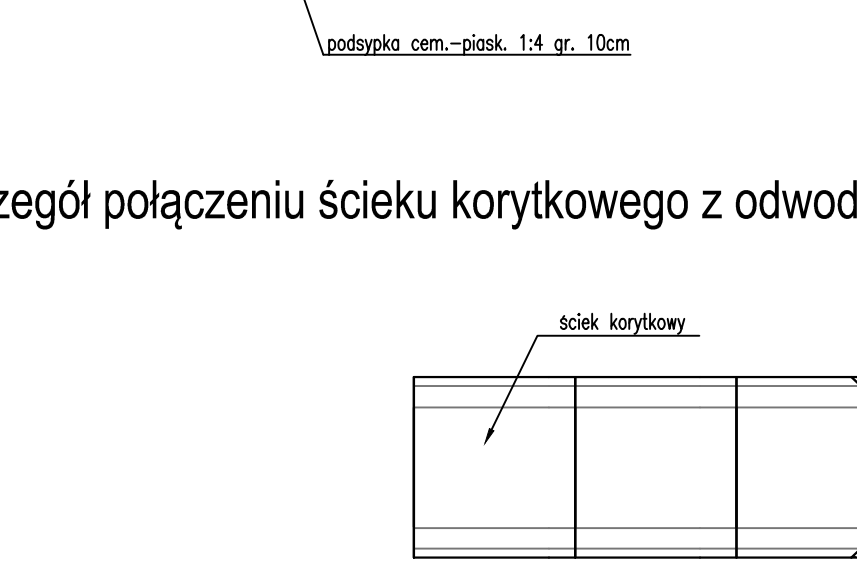 podsypka cem.-piask. 1:4 gr. 10cm
zegół połączeniu ścieku korytkowego z odwod
ściek korytkowy